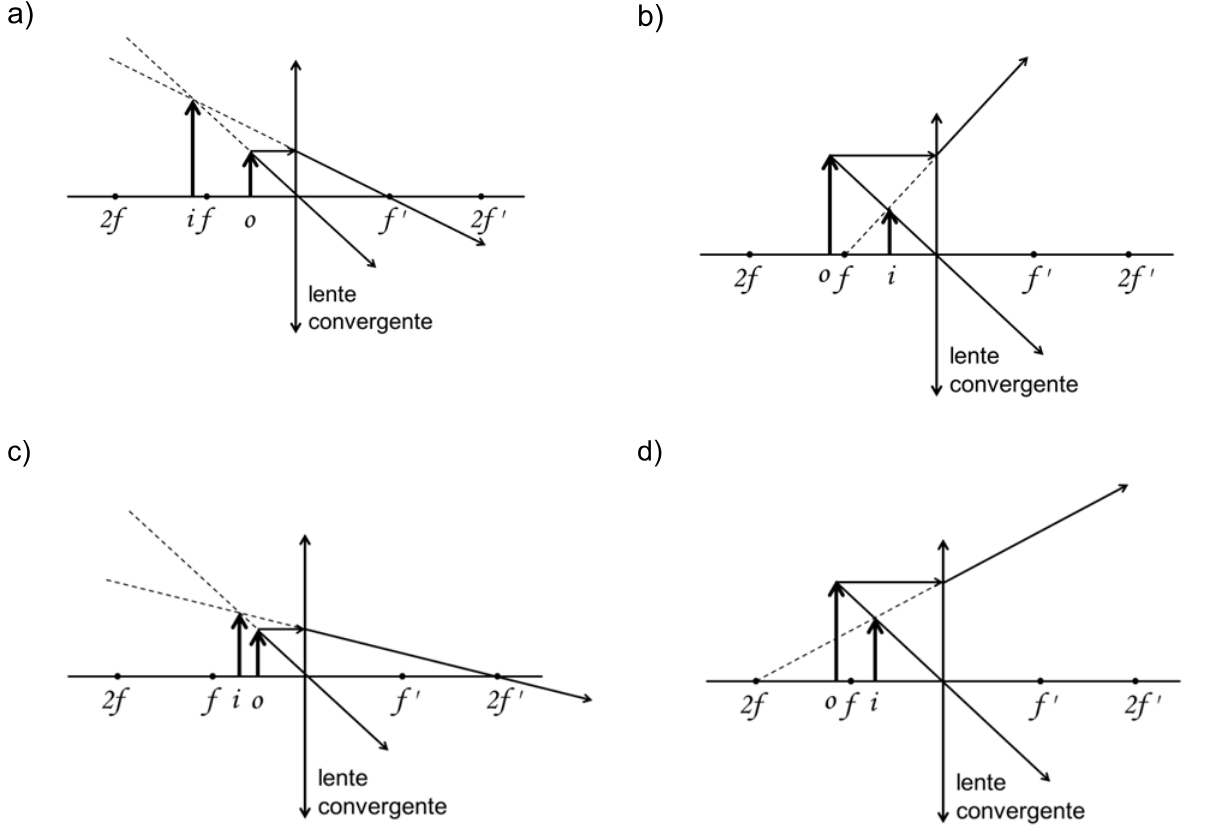 a)
2f i f o f' 2f'
lente
convergente
b)
2f o f i f' 2f'
lente
convergente
c)
2f f i o f' 2f'
lente
convergente
d)
2f o f i f' 2f'
lente
convergente